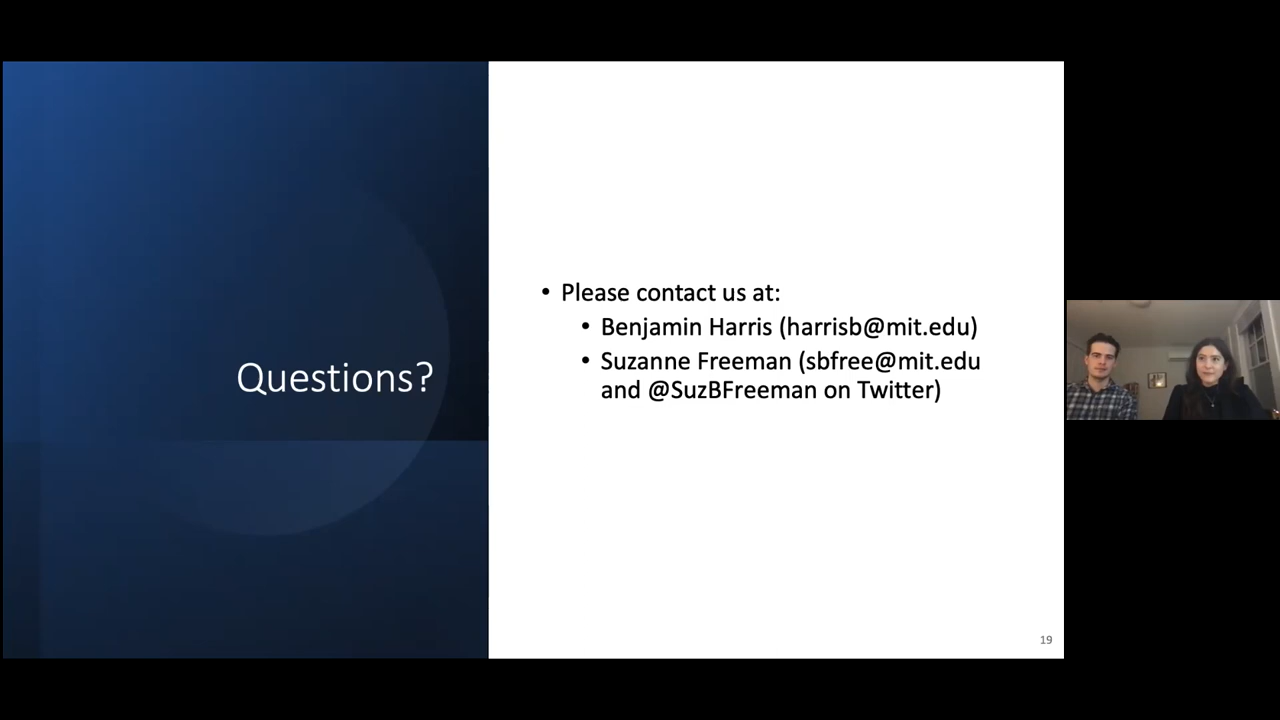 Questions?
• Please contact us at:
• Benjamin Harris (harrisb@mit.edu)
• Suzanne Freeman (sbfree@mit.edu
and @SuzBFreeman on Twitter)
19